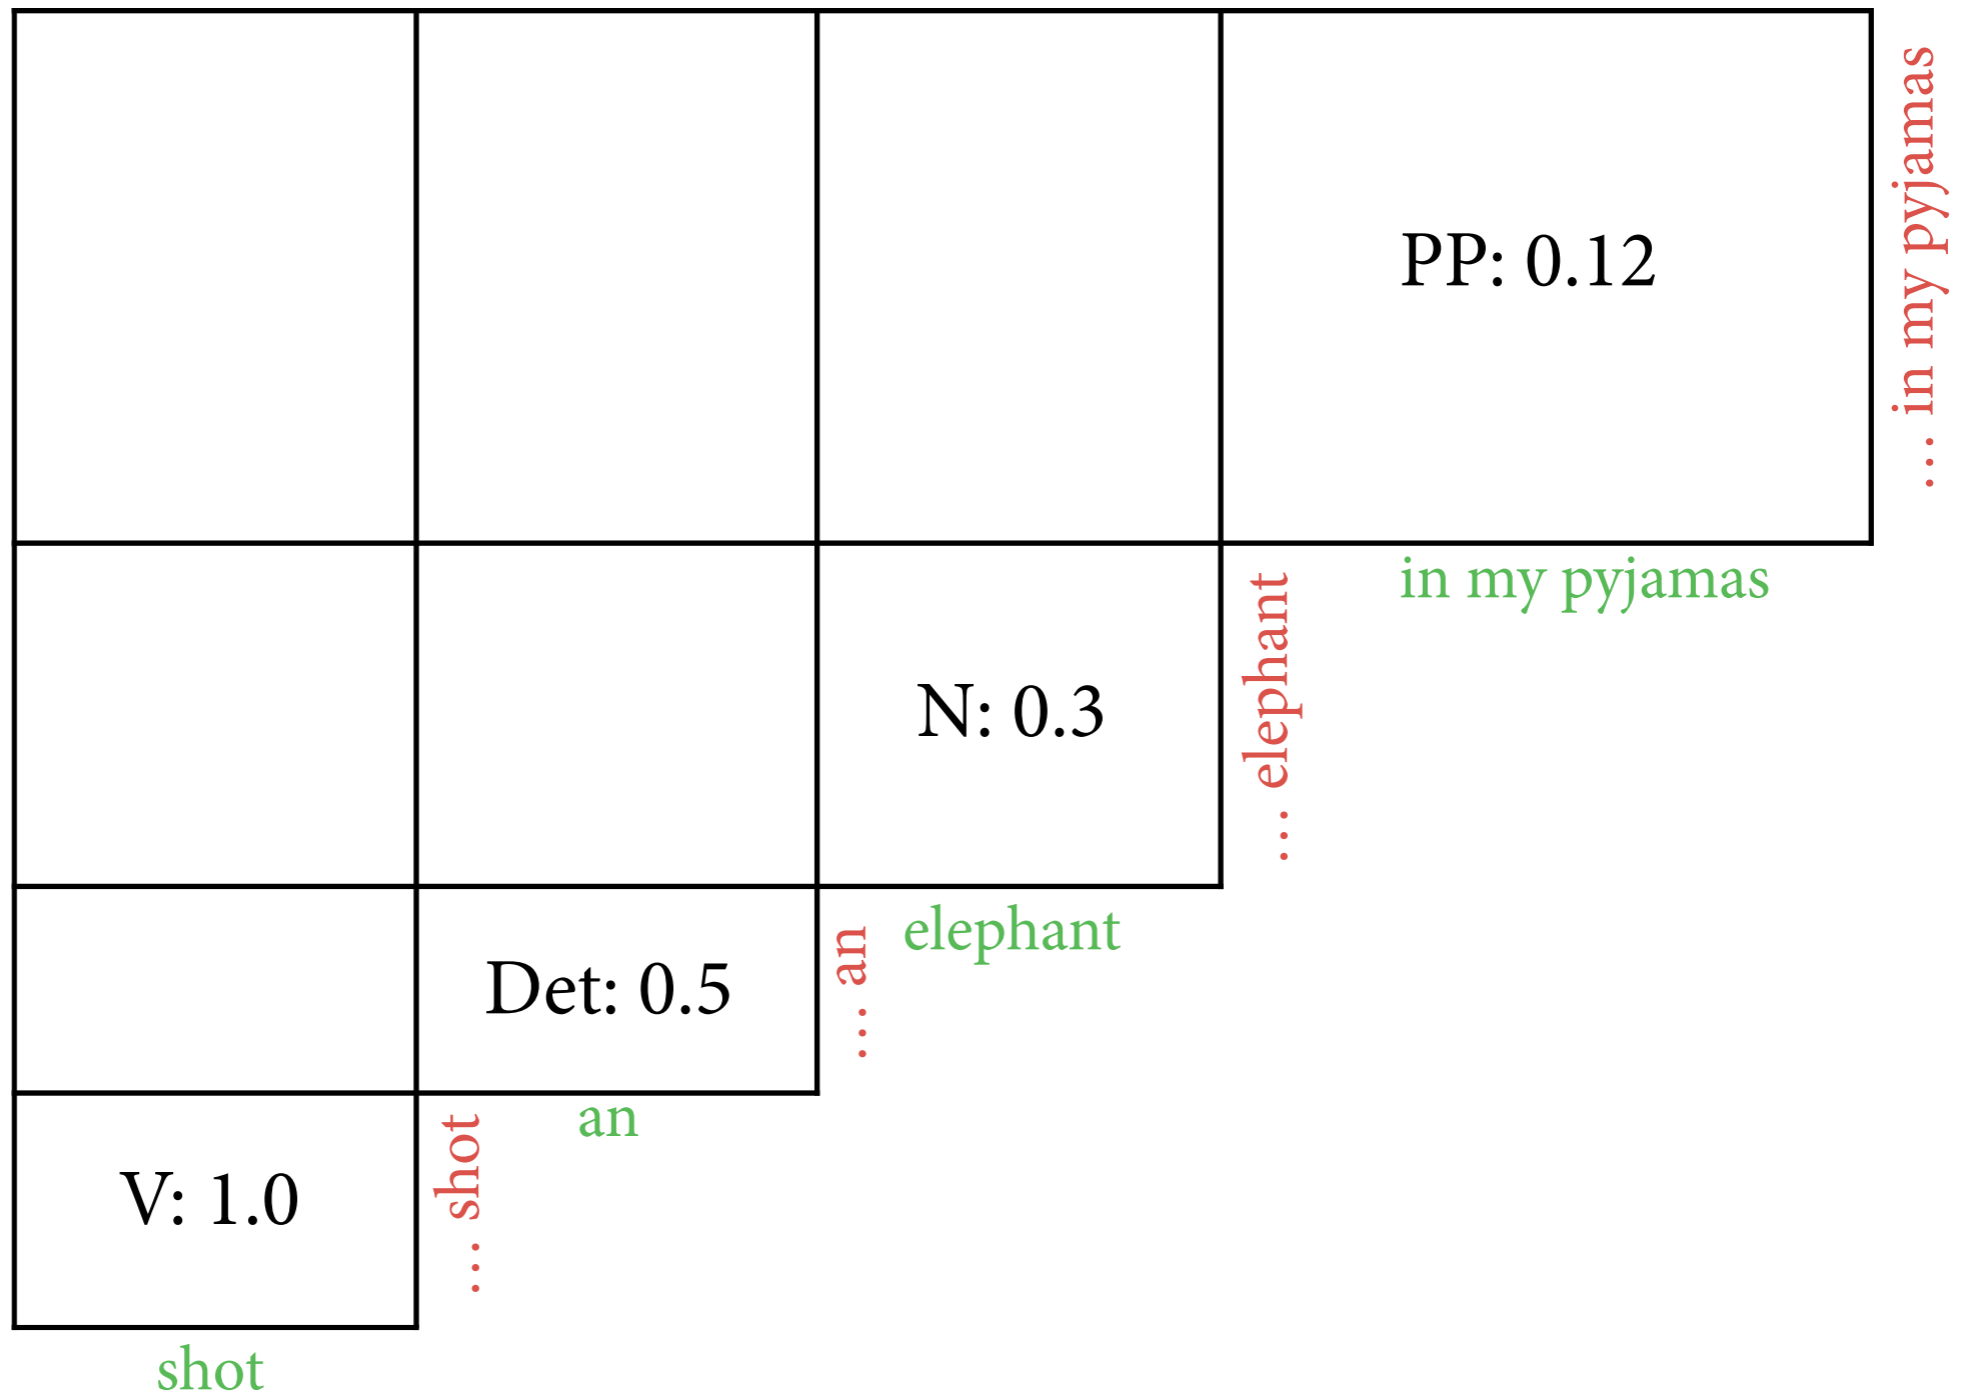 PP: 0.12
… in my pyjamas
in my pyjamas
N: 0.3
… elephant
elephant
Det: 0.5
… an
an
V: 1.0
… shot
shot